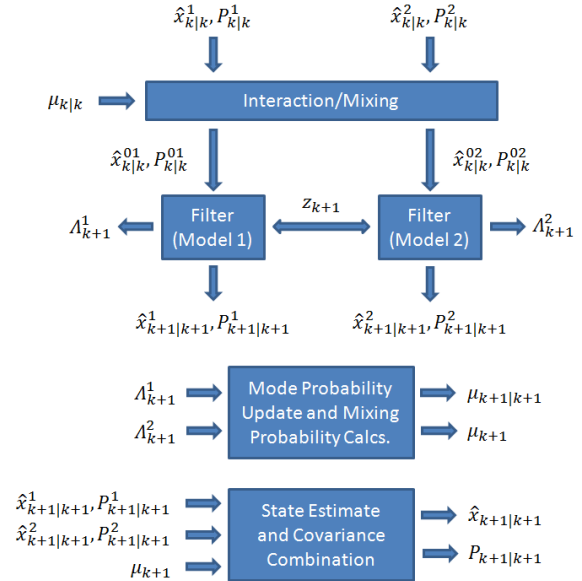 x̂¹ₖ|ₖ, P¹ₖ|ₖ x̂²ₖ|ₖ, P²ₖ|ₖ
μₖ|ₖ Interaction/Mixing
x̂⁰¹ₖ|ₖ, P⁰¹ₖ|ₖ x̂⁰²ₖ|ₖ, P⁰²ₖ|ₖ
Λ¹ₖ₊₁
Filter
(Model 1)
zₖ₊₁
Filter
(Model 2)
Λ²ₖ₊₁
x̂¹ₖ₊₁|ₖ₊₁, P¹ₖ₊₁|ₖ₊₁ x̂²ₖ₊₁|ₖ₊₁, P²ₖ₊₁|ₖ₊₁
Λ¹ₖ₊₁
Λ²ₖ₊₁
Mode Probability
Update and Mixing
Probability Calcs.
μₖ₊₁|ₖ₊₁
μₖ₊₁
x̂¹ₖ₊₁|ₖ₊₁, P¹ₖ₊₁|ₖ₊₁
x̂²ₖ₊₁|ₖ₊₁, P²ₖ₊₁|ₖ₊₁
μₖ₊₁
State Estimate
and Covariance
Combination
x̂ₖ₊₁|ₖ₊₁
Pₖ₊₁|ₖ₊₁